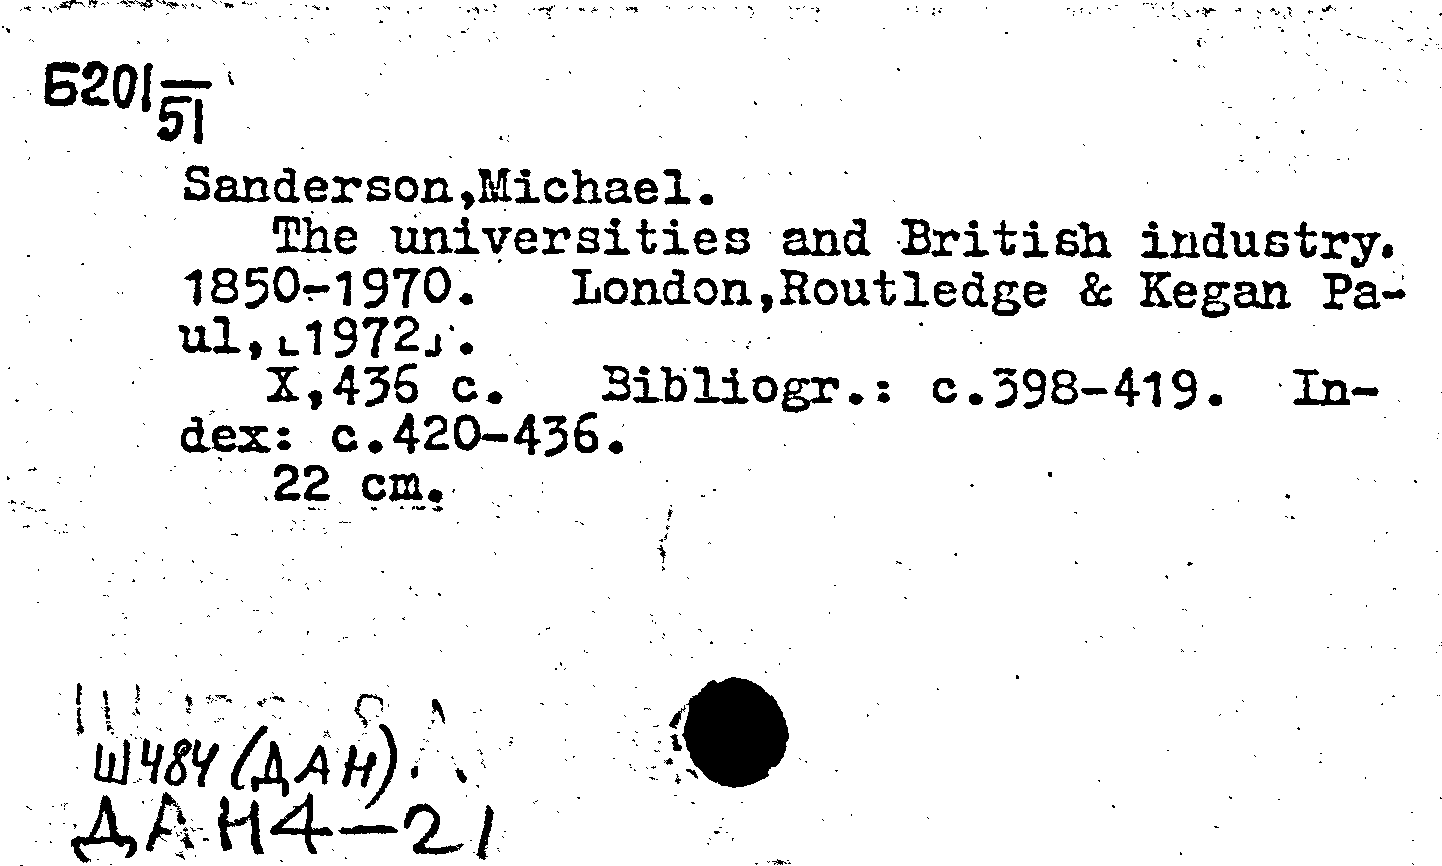 Б201
51
Sanderson,Michael.
The universities and British industry.
1850-1970. London,Routledge & Kegan Pa-
ul,[1972].
X,436 c. Bibliogr.: c.398-419. In-
dex: c.420-436.
22 cm.
Ш484(ДАН)
ДАН4-21